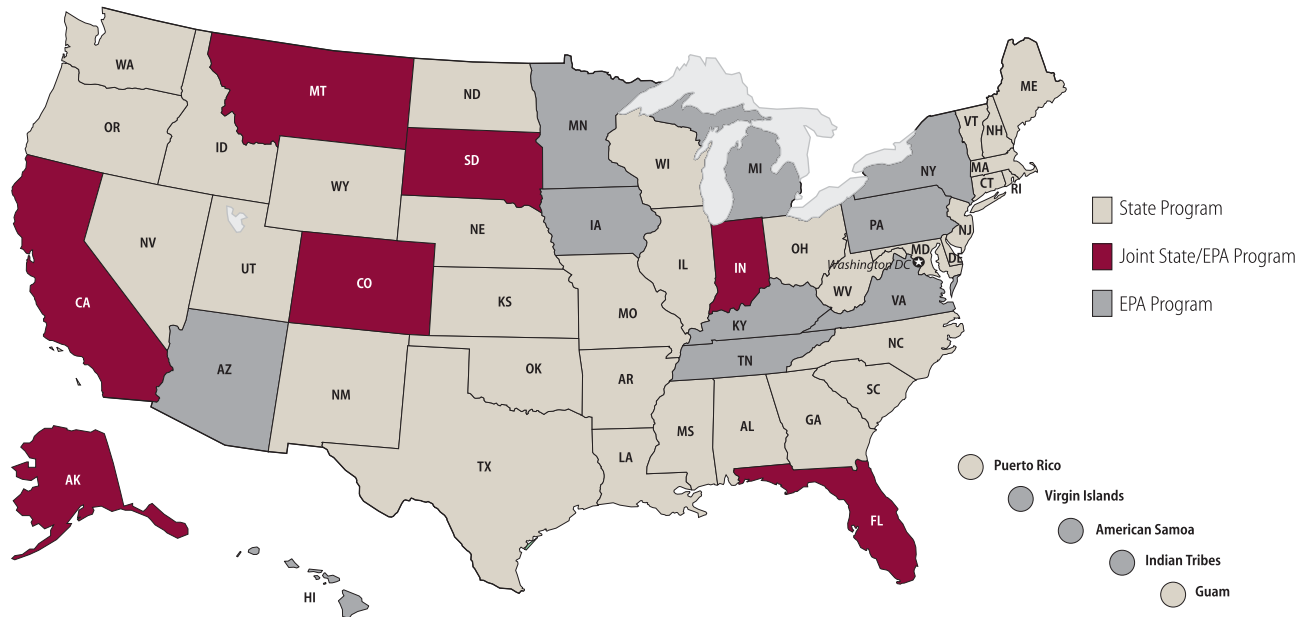 WA
MT
ND
MN
ME
VT
NH
OR
ID
SD
WI
MI
NY
MA
CT
RI
WY
IA
PA
NJ
NV
UT
NE
IL
IN
OH
MD
DE
Washington DC
WV
VA
CA
CO
KS
MO
KY
TN
NC
AZ
NM
OK
AR
SC
MS
AL
GA
TX
LA
FL
AK
HI
State Program
Joint State/EPA Program
EPA Program
Puerto Rico
Virgin Islands
American Samoa
Indian Tribes
Guam